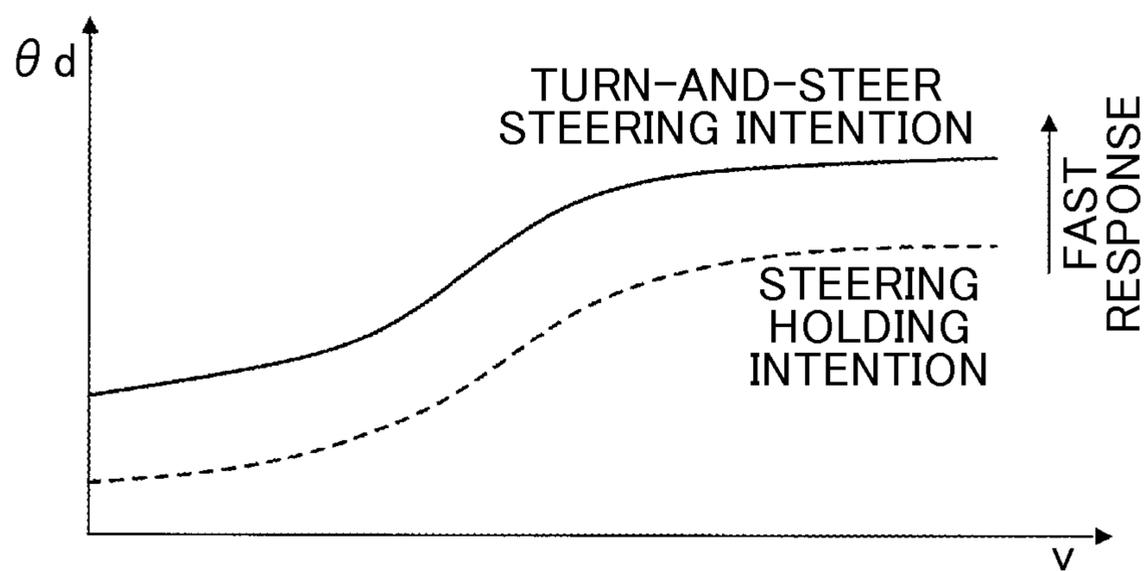 θd
TURN-AND-STEER
STEERING INTENTION
STEERING
HOLDING
INTENTION
FAST
RESPONSE
V